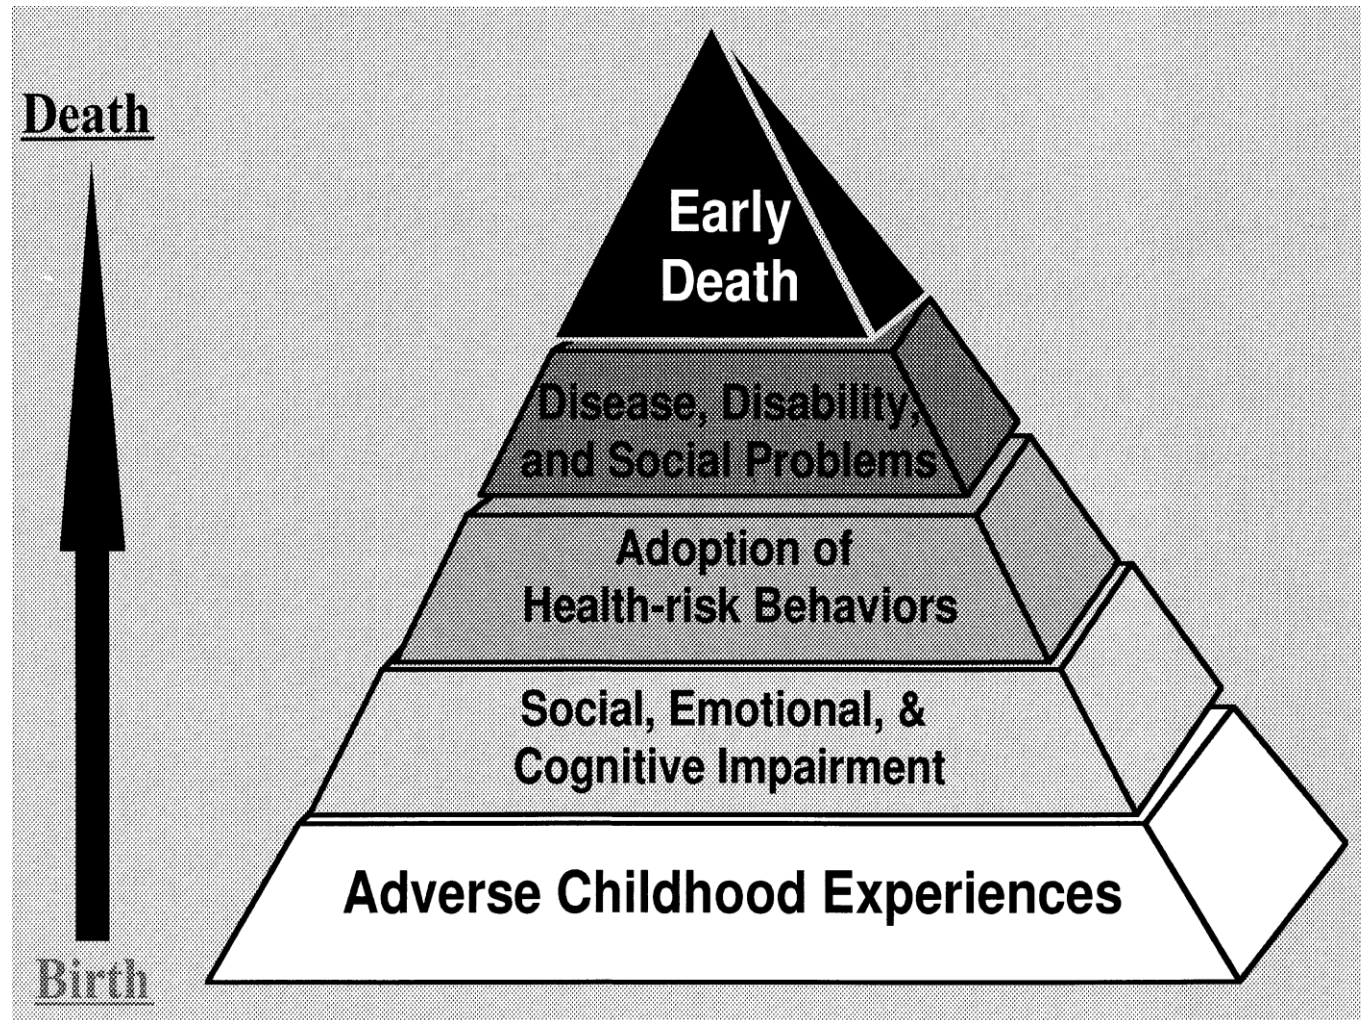 Death
Early
Death
Disease, Disability,
and Social Problems
Adoption of
Health-risk Behaviors
Social, Emotional, &
Cognitive Impairment
Adverse Childhood Experiences
Birth